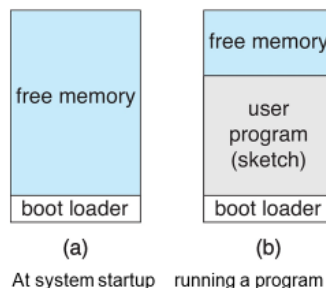 free memory
boot loader
(a)
At system startup
free memory
user
program
(sketch)
boot loader
(b)
running a program